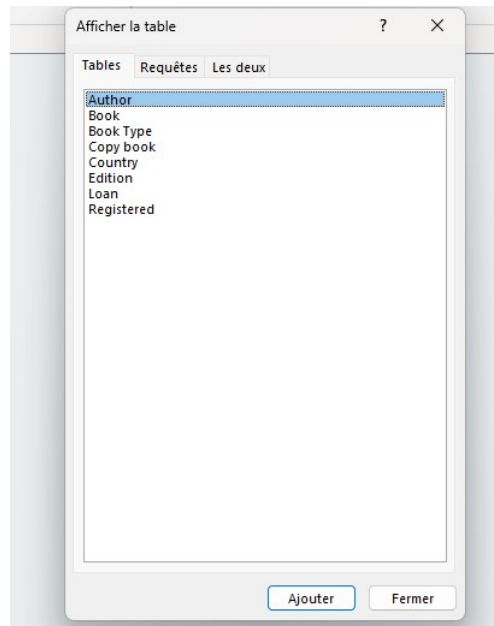 Afficher la table ?
Tables Requêtes Les deux
Author
Book
Book Type
Copy book
Country
Edition
Loan
Registered
Ajouter Fermer